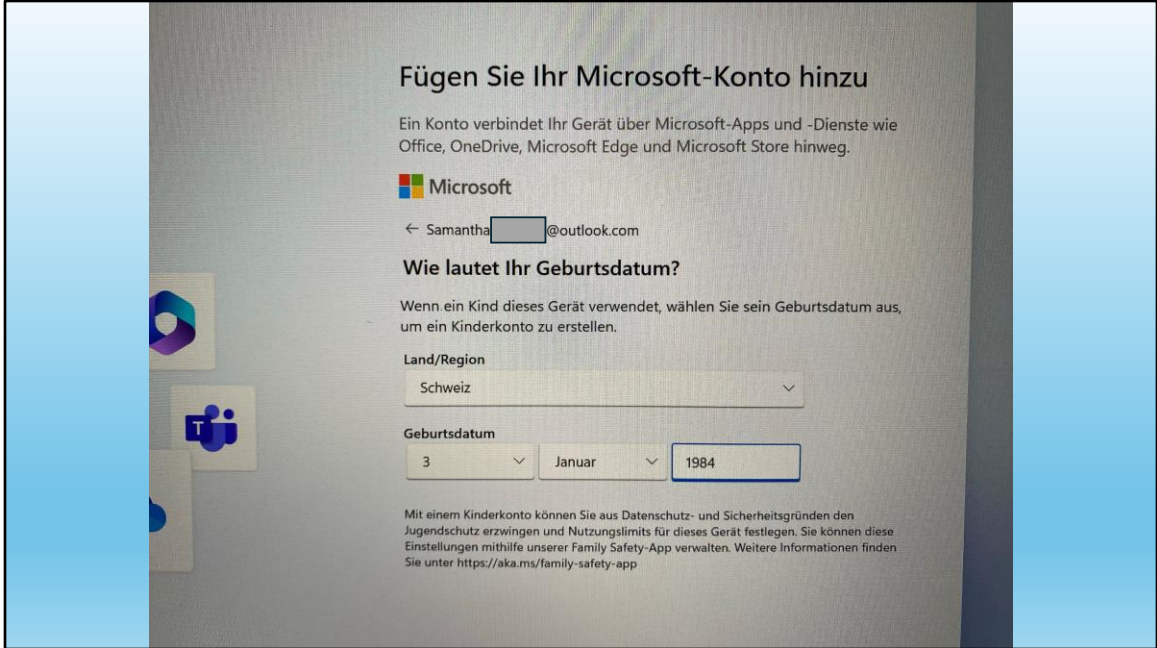 Fügen Sie Ihr Microsoft-Konto hinzu
Ein Konto verbindet Ihr Gerät über Microsoft-Apps und -Dienste wie
Office, OneDrive, Microsoft Edge und Microsoft Store hinweg.
Microsoft
← Samantha @outlook.com
Wie lautet Ihr Geburtsdatum?
Wenn ein Kind dieses Gerät verwendet, wählen Sie sein Geburtsdatum aus,
um ein Kinderkonto zu erstellen.
Land/Region
Schweiz
Geburtsdatum
3 Januar 1984
Mit einem Kinderkonto können Sie aus Datenschutz- und Sicherheitsgründen den
Jugendschutz erzwingen und Nutzungslimits für dieses Gerät festlegen. Sie können diese
Einstellungen mithilfe unserer Family Safety-App verwalten. Weitere Informationen finden
Sie unter https://aka.ms/family-safety-app
T